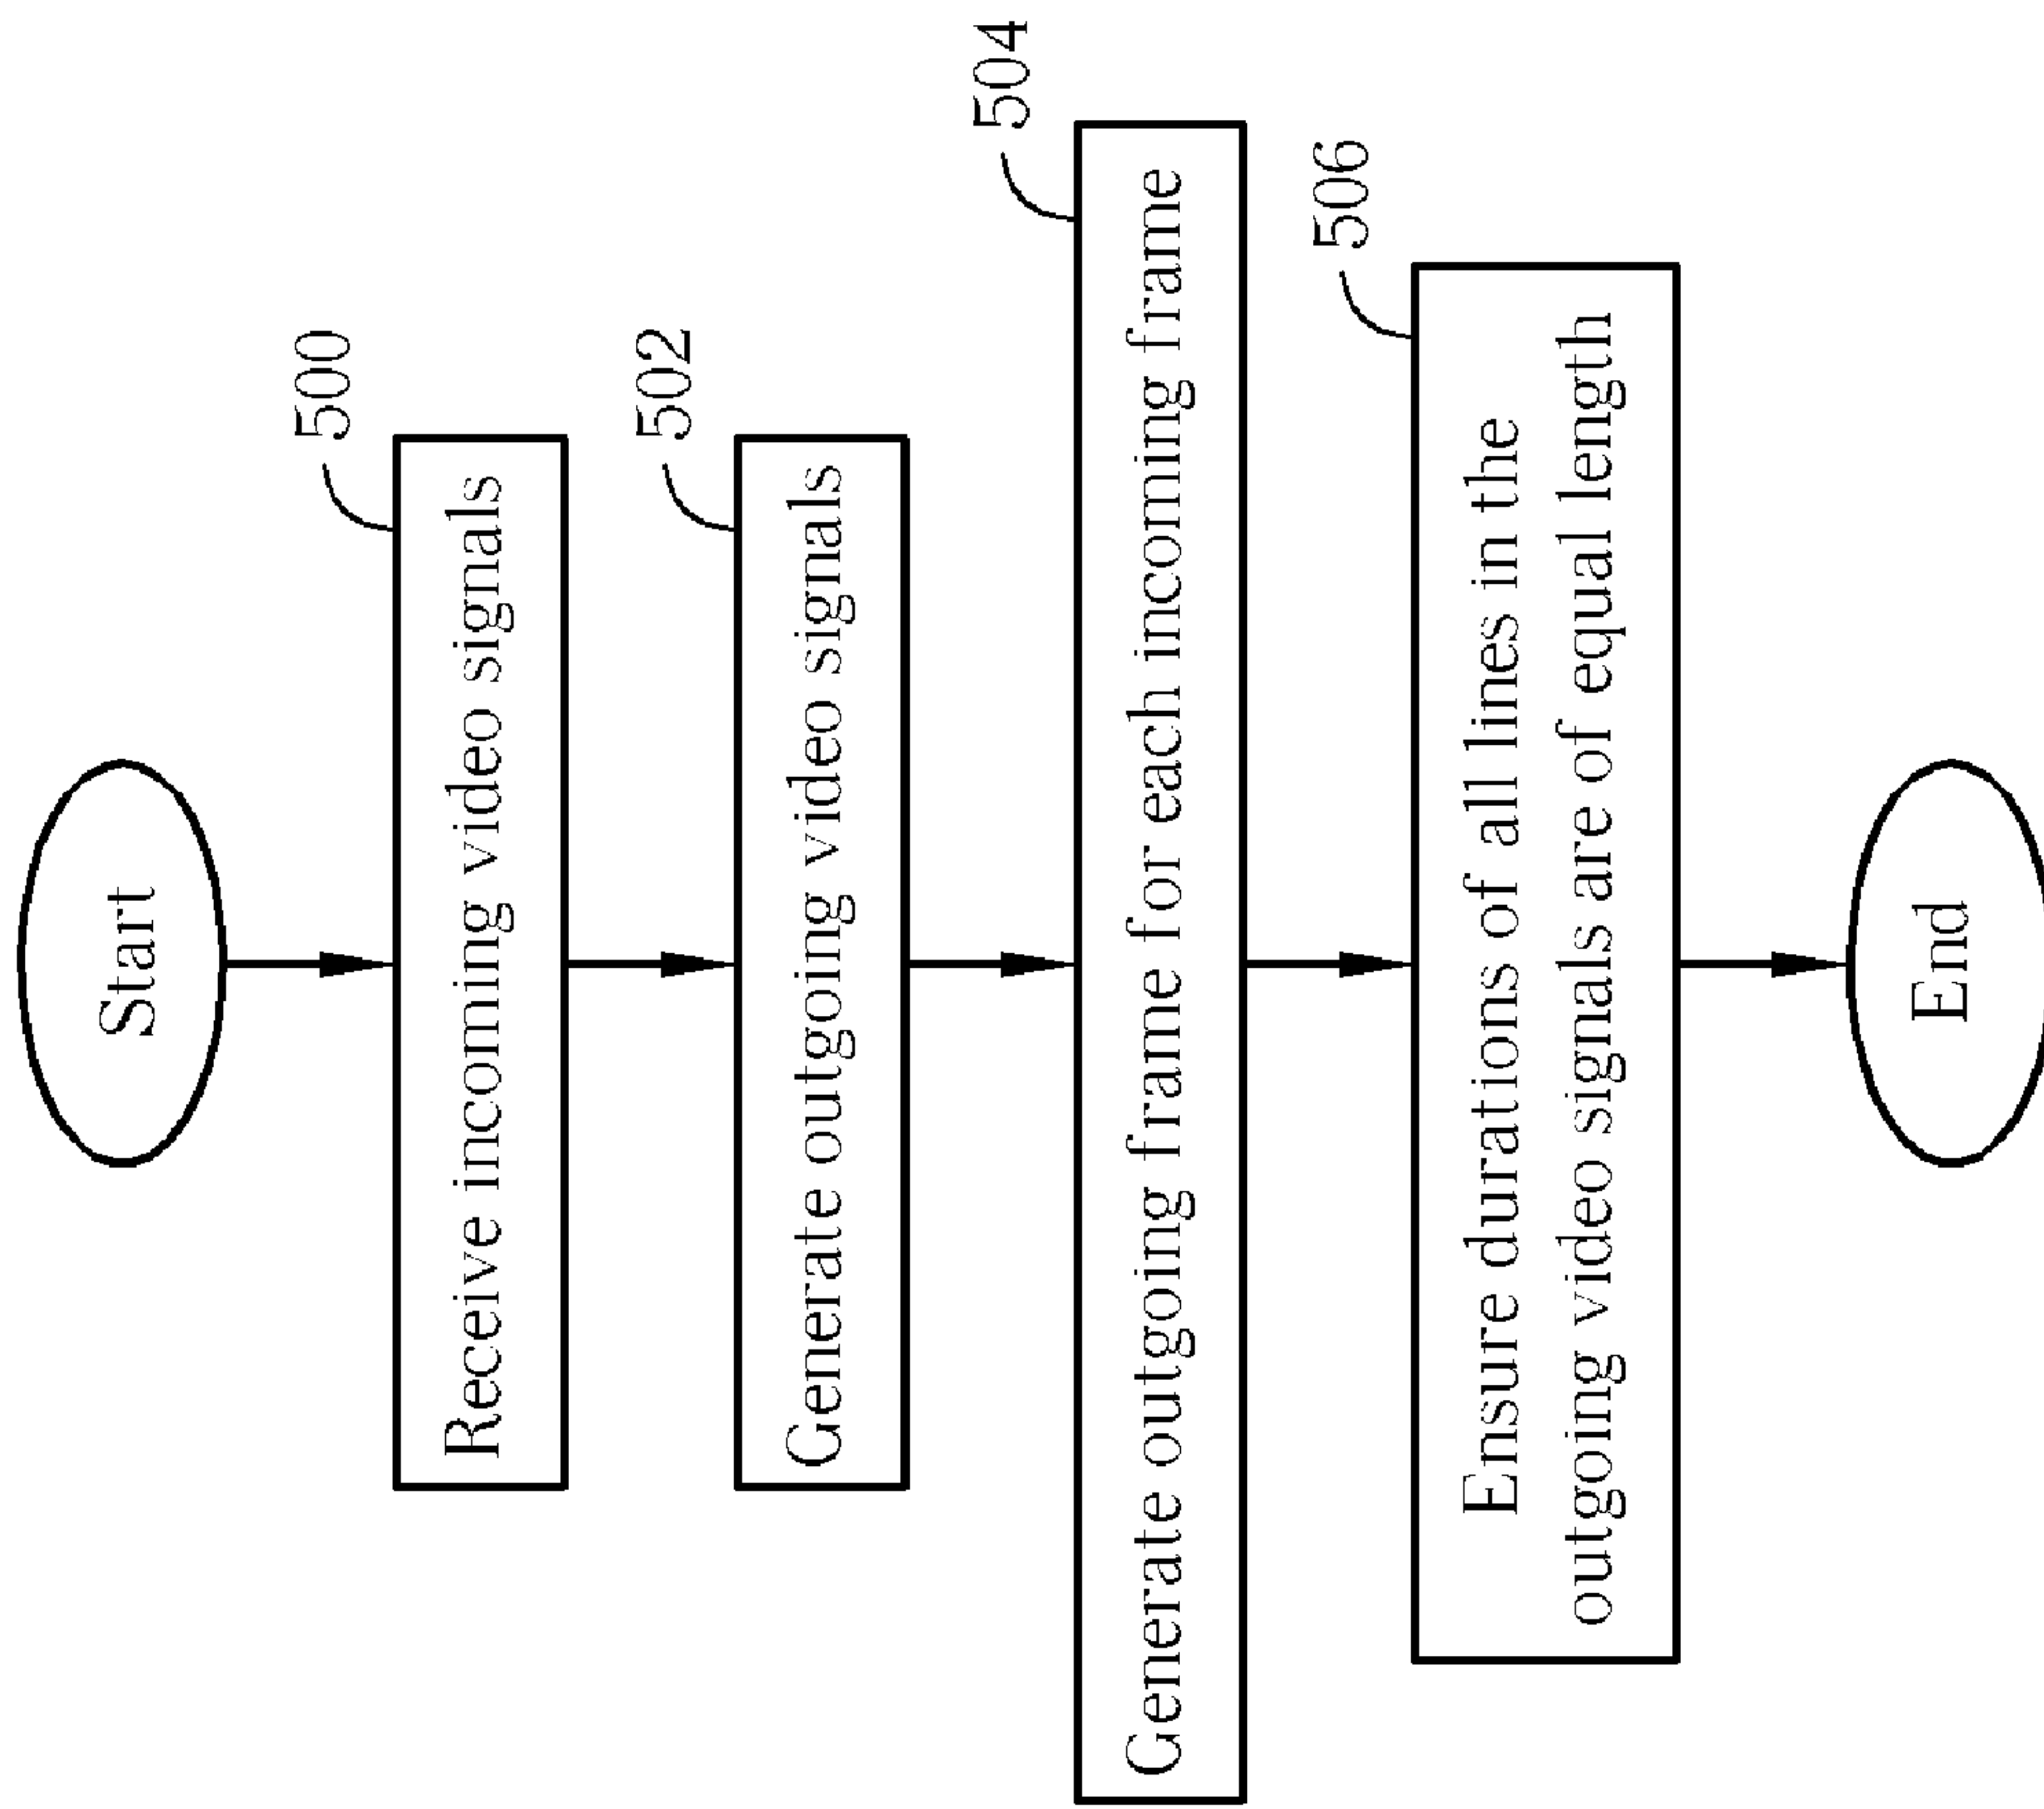 Start
500
Receive incoming video signals
502
Generate outgoing video signals
504
Generate outgoing frame for each incoming frame
506
Ensure durations of all lines in the
outgoing video signals are of equal length
End